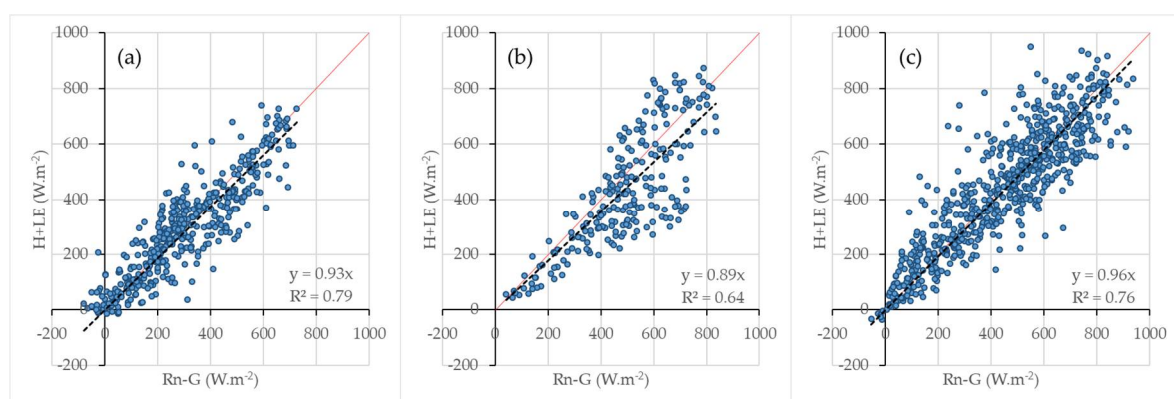 (a)
1000
800
600
400
200
0
-200
-200
0
200
400
600
800
1000
H+LE (W.m-2)
Rn-G (W.m-2)
y = 0.93x
R² = 0.79
(b)
1000
800
600
400
200
0
-200
-200
0
200
400
600
800
1000
H+LE (W.m-2)
Rn-G (W.m-2)
y = 0.89x
R² = 0.64
(c)
1000
800
600
400
200
0
-200
-200
0
200
400
600
800
1000
H+LE (W.m-2)
Rn-G (W.m-2)
y = 0.96x
R² = 0.76